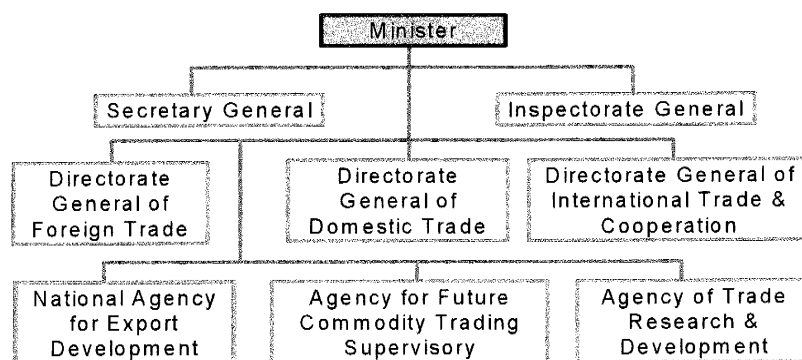 Minister
Secretary General
Inspectorate General
Directorate
General of
Foreign Trade
Directorate
General of
Domestic Trade
Directorate General of
International Trade &
Cooperation
National Agency
for Export
Development
Agency for Future
Commodity Trading
Supervisory
Agency of Trade
Research &
Development